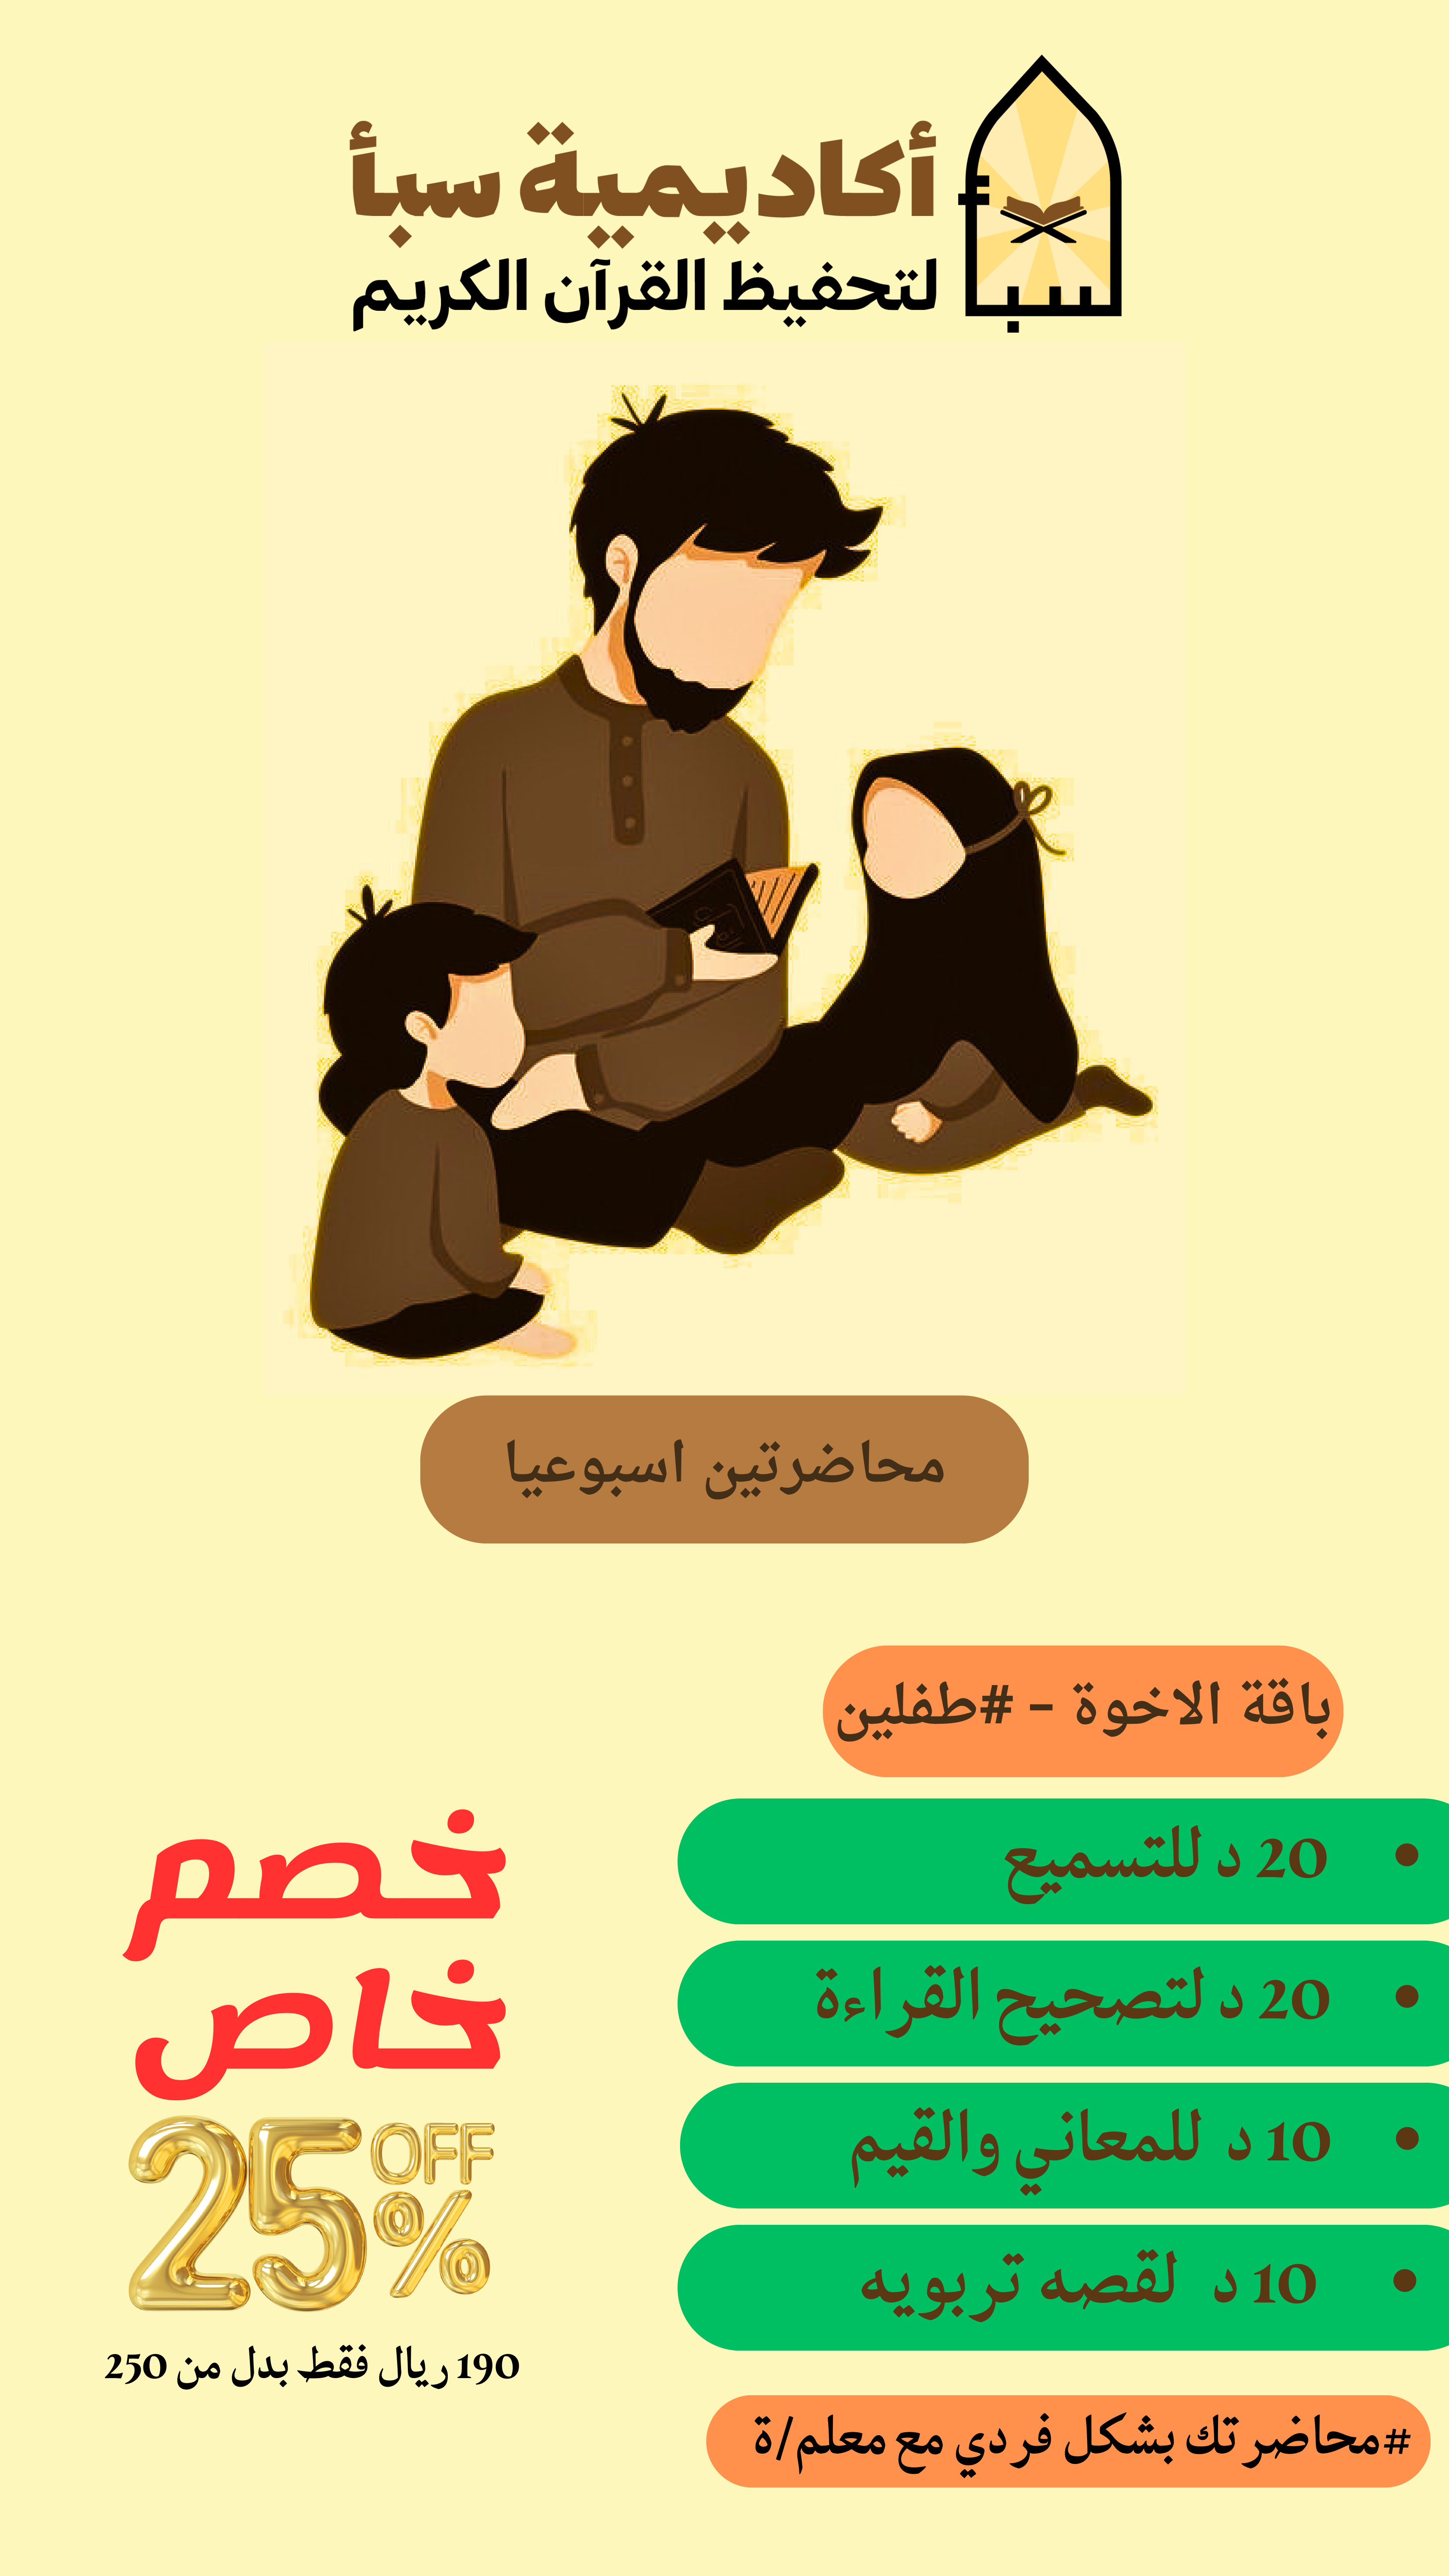 أكاديمية سبأ
لتحفيظ القرآن الكريم
سبأ
محاضرتين اسبوعيا
باقة الاخوة - #طفلين
• 20 د للتسميع
• 20 د لتصحيح القراءة
• 10 د للمعاني والقيم
• 10 د لقصه تربويه
#محاضرتك بشكل فردي مع معلم/ة
خصم
خاص
25% OFF
190 ريال فقط بدل من 250